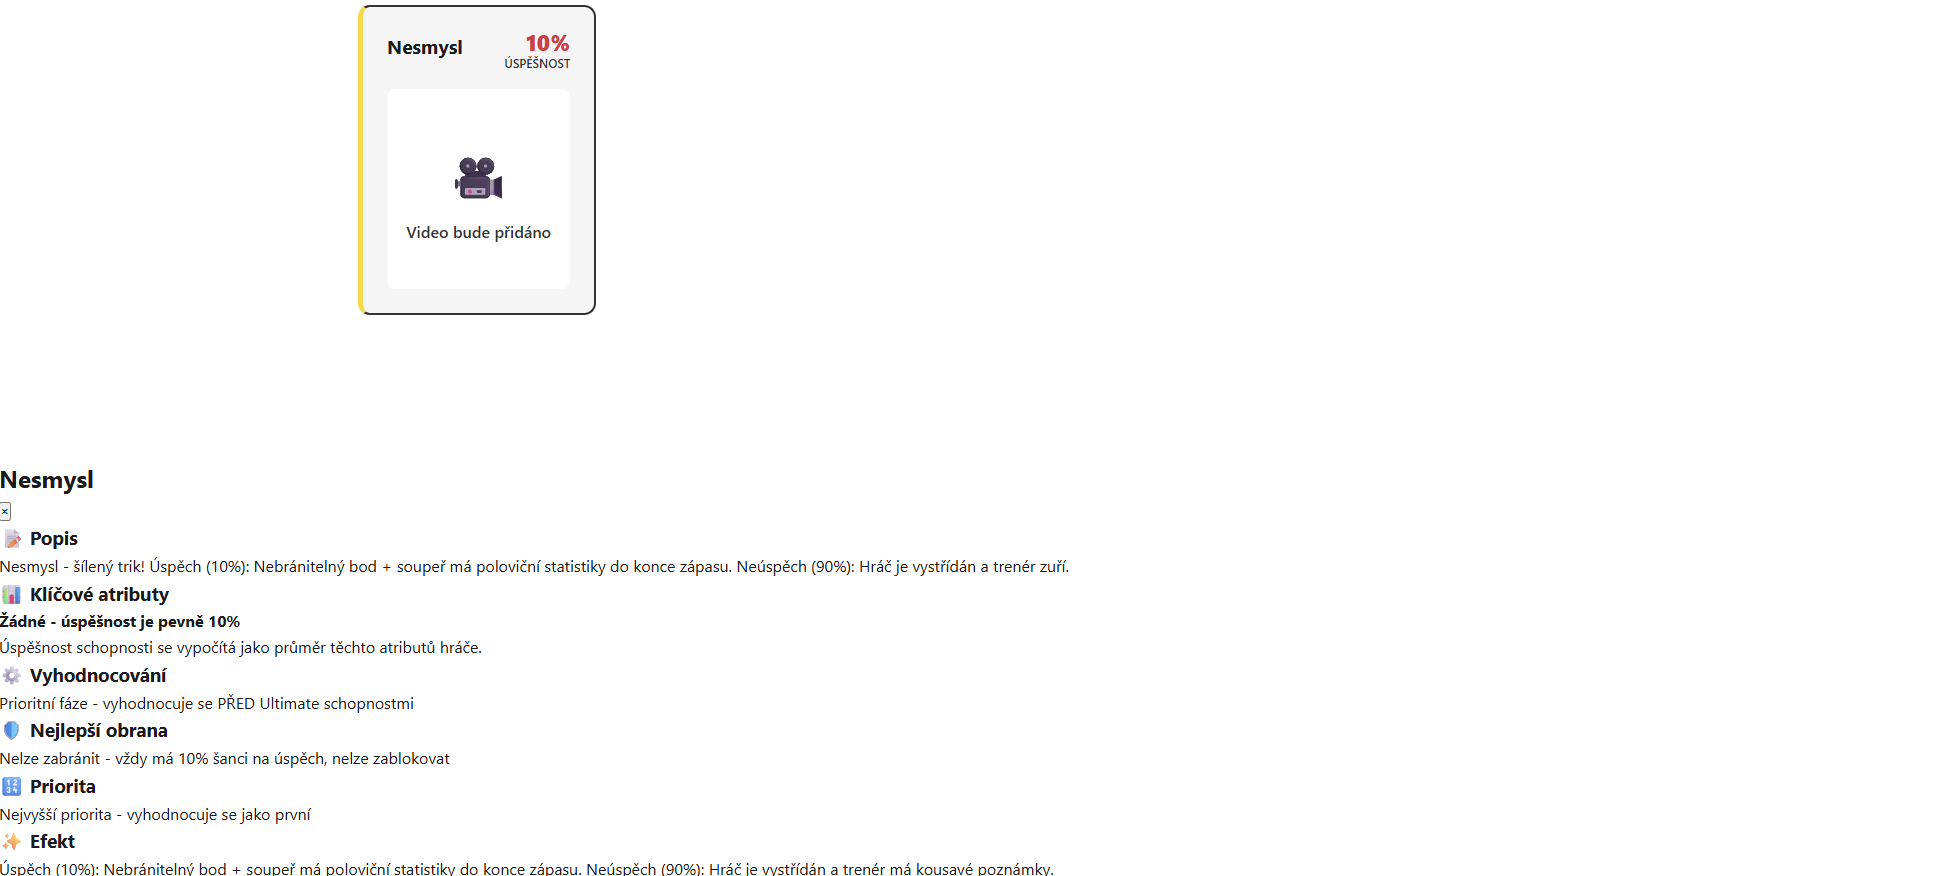 Nesmysl
10%
ÚSPĚŠNOST
Video bude přidáno
Nesmysl
×
Popis
Nesmysl - šílený trik! Úspěch (10%): Nebránitelný bod + soupeř má poloviční statistiky do konce zápasu. Neúspěch (90%): Hráč je vystřídán a trenér zuří.
Klíčové atributy
Žádné - úspěšnost je pevně 10%
Úspěšnost schopnosti se vypočítá jako průměr těchto atributů hráče.
Vyhodnocování
Prioritní fáze - vyhodnocuje se PŘED Ultimate schopnostmi
Nejlepší obrana
Nelze zabránit - vždy má 10% šanci na úspěch, nelze zablokovat
Priorita
Nejvyšší priorita - vyhodnocuje se jako první
Efekt
Úspěch (10%): Nebránitelný bod + soupeř má poloviční statistiky do konce zápasu. Neúspěch (90%): Hráč je vystřídán a trenér má kousavé poznámky.